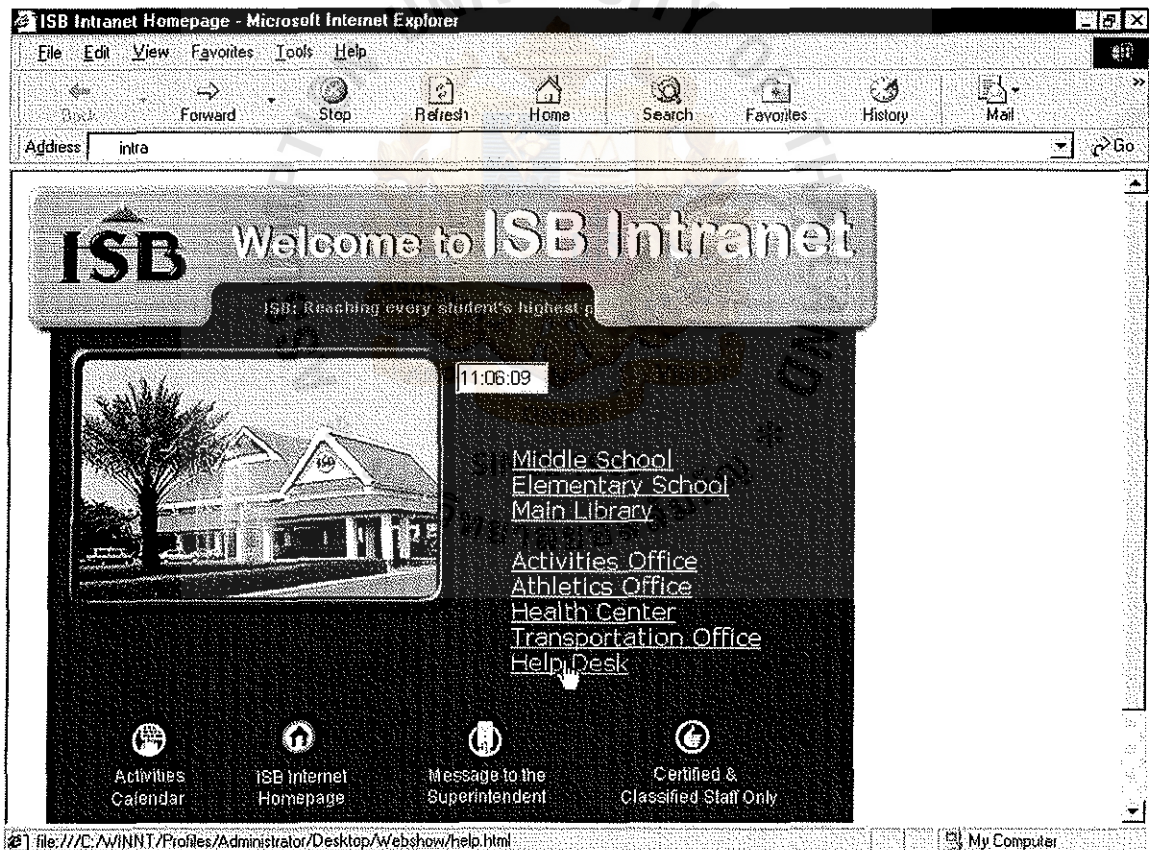 ISB Intranet Homepage - Microsoft Internet Explorer
File Edit View Favorites Tools Help
Back Forward Stop Refresh Home Search Favorites History Mail »
Address intra Go
ISB Welcome to ISB Intranet
ISB: Reaching every student's highest p
11:06:09
Middle School
Elementary School
Main Library
Activities Office
Athletics Office
Health Center
Transportation Office
Help Desk
Activities Calendar
ISB Internet Homepage
Message to the Superintendent
Certified & Classified Staff Only
file:///C:/WINNT/Profiles/Administrator/Desktop/Webshow/help.html My Computer